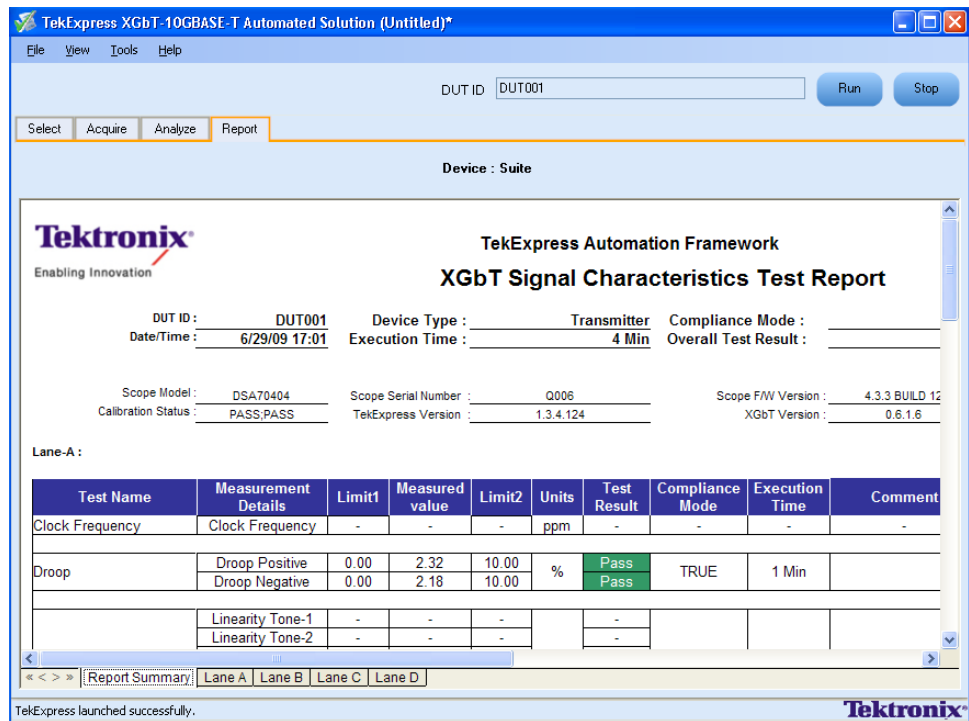 TekExpress XGbT-10GBASE-T Automated Solution (Untitled)*
File View Tools Help
DUT ID DUT001 Run Stop
Select Acquire Analyze Report
Device : Suite
Tektronix
Enabling Innovation
TekExpress Automation Framework
XGbT Signal Characteristics Test Report
DUT ID : DUT001 Device Type : Transmitter Compliance Mode :
Date/Time : 6/29/09 17:01 Execution Time : 4 Min Overall Test Result :
Scope Model : DSA70404 Scope Serial Number : Q006 Scope F/W Version : 4.3.3 BUILD 12
Calibration Status : PASS;PASS TekExpress Version : 1.3.4.124 XGbT Version : 0.6.1.6
Lane-A :
Test Name Measurement Details Limit1 Measured value Limit2 Units Test Result Compliance Mode Execution Time Comment
Clock Frequency Clock Frequency - - - ppm - - - -
Droop Droop Positive 0.00 2.32 10.00 % Pass TRUE 1 Min
Droop Negative 0.00 2.18 10.00 Pass
Linearity Tone-1 - - - -
Linearity Tone-2 - - - -
« < > » Report Summary Lane A Lane B Lane C Lane D
TekExpress launched successfully. Tektronix